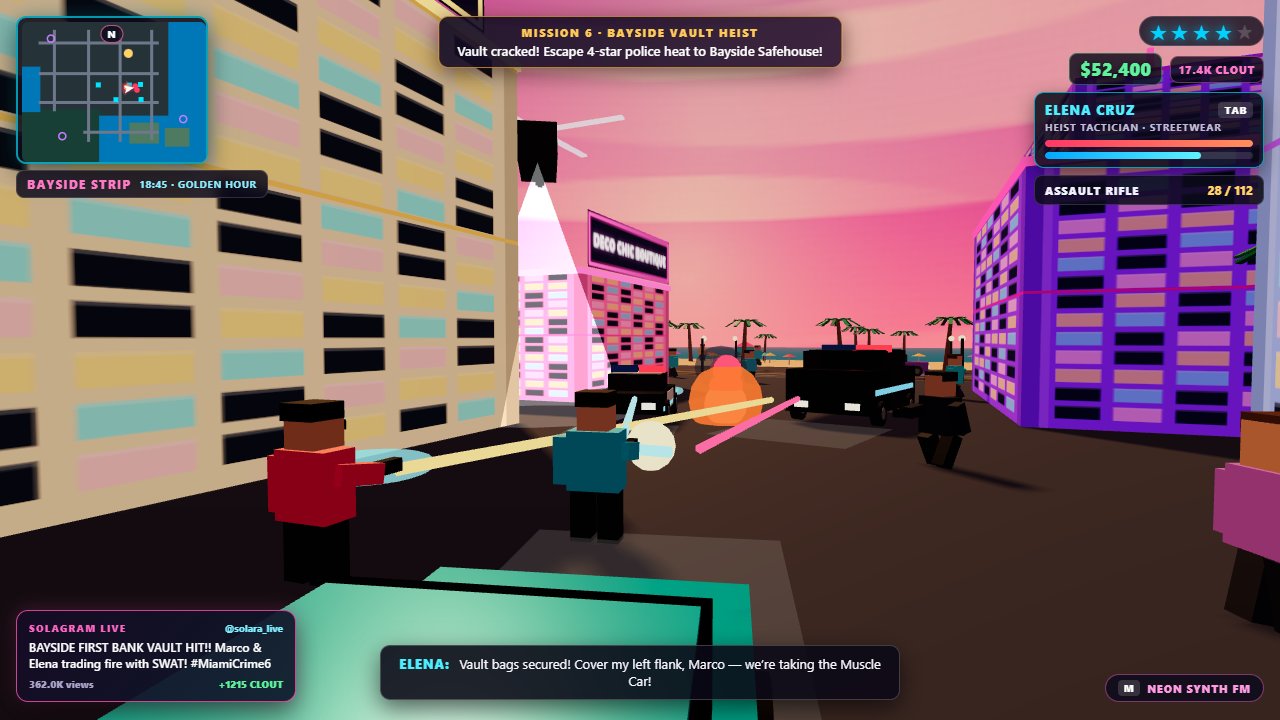 N
MISSION 6 · BAYSIDE VAULT HEIST
Vault cracked! Escape 4-star police heat to Bayside Safehouse!
$52,400
17.4K CLOUT
ELENA CRUZ
TAB
HEIST TACTICIAN · STREETWEAR
ASSAULT RIFLE
28 / 112
BAYSIDE STRIP 18:45 · GOLDEN HOUR
DECO CHIC BOUTIQUE
SOLAGRAM LIVE
@solara_live
BAYSIDE FIRST BANK VAULT HIT!! Marco &
Elena trading fire with SWAT! #MiamiCrime6
362.0K views
+1215 CLOUT
ELENA: Vault bags secured! Cover my left flank, Marco — we're taking the Muscle
Car!
M NEON SYNTH FM